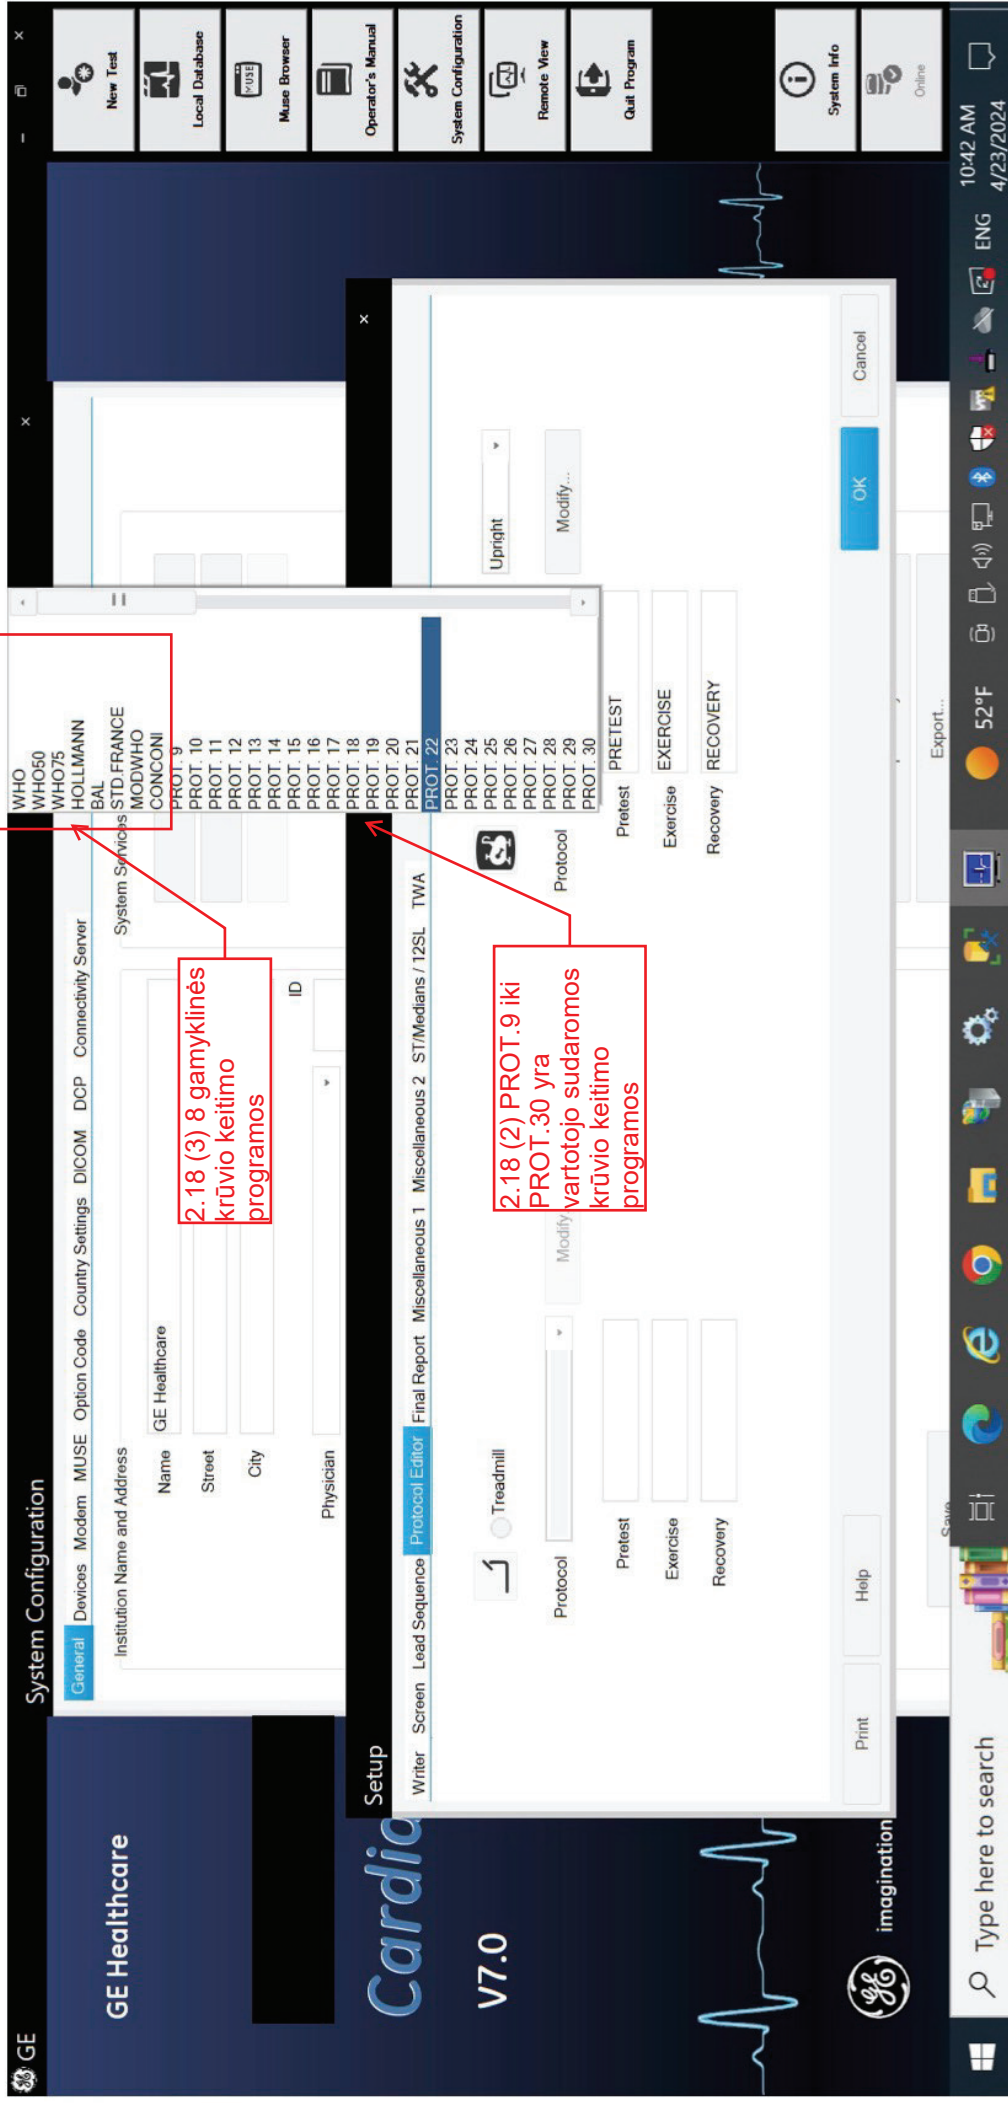 GE
System Configuration
GE Healthcare
Cardio
V7.0
imagination
General Devices Modem MUSE Option Code Country Settings DICOM DCP Connectivity Server
Institution Name and Address
Name GE Healthcare
Street
City
ID
Physician
System Services
Save
Export...
2.18 (3) 8 gamyklinės
krūvio keitimo
programos
WHO
WHO50
WHO75
HOLLMANN
BAL
STD.FRANCE
MODWHO
CONCONI
PROT. 9
PROT. 10
PROT. 11
PROT. 12
PROT. 13
PROT. 14
PROT. 15
PROT. 16
PROT. 17
PROT. 18
PROT. 19
PROT. 20
PROT. 21
PROT. 22
PROT. 23
PROT. 24
PROT. 25
PROT. 26
PROT. 27
PROT. 28
PROT. 29
PROT. 30
Setup
Writer Screen Lead Sequence Protocol Editor Final Report Miscellaneous 1 Miscellaneous 2 ST/Medians / 12SL TWA
Treadmill
Upright
Protocol
Modify
Protocol
Modify...
Pretest
Pretest PRETEST
Exercise
Exercise EXERCISE
Recovery
Recovery RECOVERY
2.18 (2) PROT.9 iki
PROT.30 yra
vartotojo sudaromos
krūvio keitimo
programos
Print
Help
OK
Cancel
New Test
Local Database
MUSE
Muse Browser
Operator's Manual
System Configuration
Remote View
Quit Program
System Info
Online
Type here to search
52°F
ENG
10:42 AM
4/23/2024